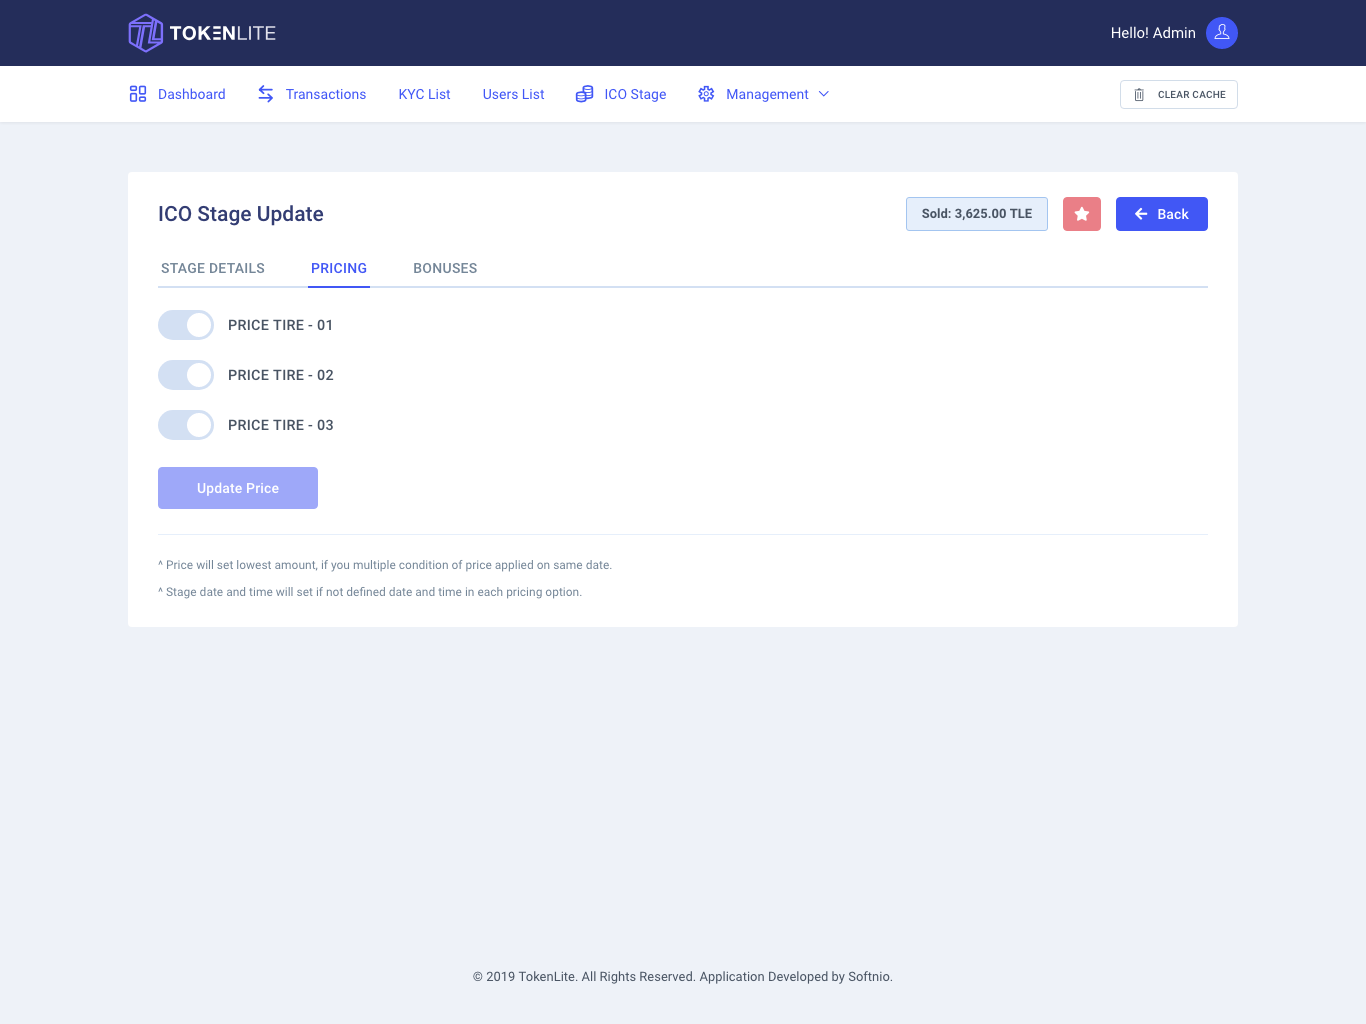 TOKENLITE
Hello! Admin
Dashboard
Transactions
KYC List
Users List
ICO Stage
Management
CLEAR CACHE
ICO Stage Update
Sold: 3,625.00 TLE
Back
STAGE DETAILS
PRICING
BONUSES
PRICE TIRE - 01
PRICE TIRE - 02
PRICE TIRE - 03
Update Price
^ Price will set lowest amount, if you multiple condition of price applied on same date.
^ Stage date and time will set if not defined date and time in each pricing option.
© 2019 TokenLite. All Rights Reserved. Application Developed by Softnio.